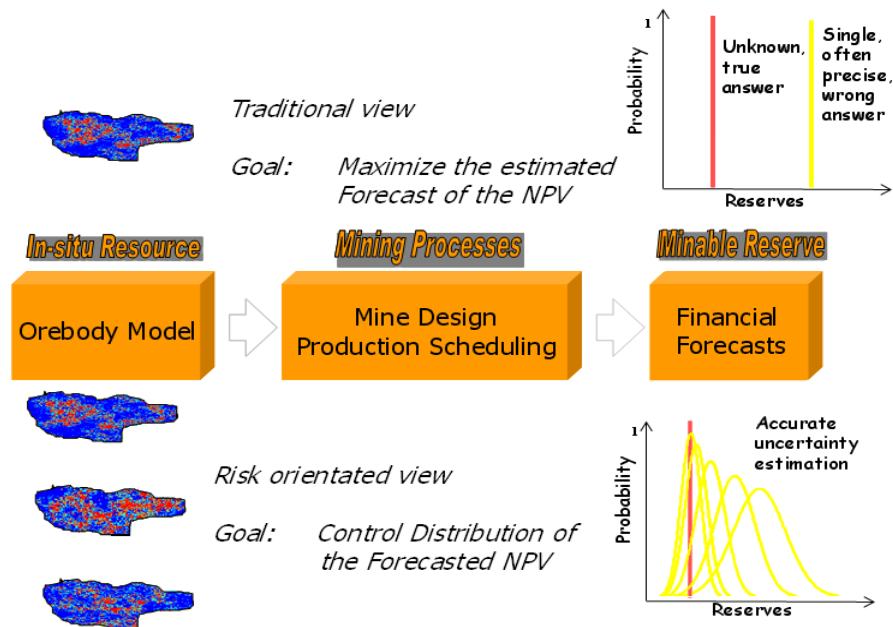 1
Probability
Unknown,
true
answer
Single,
often
precise,
wrong
answer
Reserves
Traditional view
Goal: Maximize the estimated
Forecast of the NPV
In-situ Resource
Mining Processes
Minable Reserve
Orebody Model
Mine Design
Production Scheduling
Financial
Forecasts
Risk orientated view
Goal: Control Distribution of
the Forecasted NPV
1
Probability
Accurate
uncertainty
estimation
Reserves